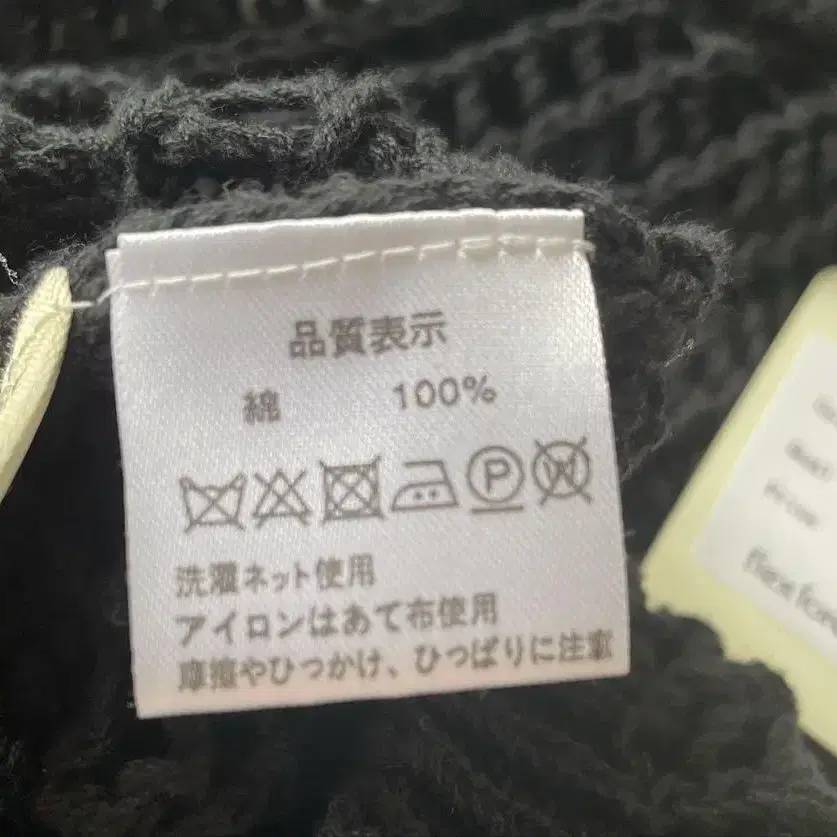 品質表示
綿 100%
P W
洗濯ネット使用
アイロンはあて布使用
摩擦やひっかけ、ひっぱりに注意